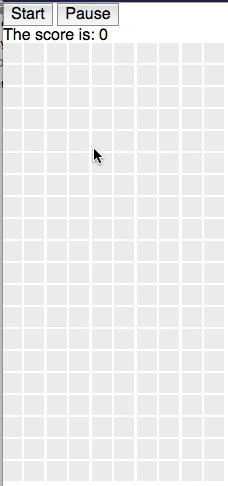 Start Pause
The score is: 0